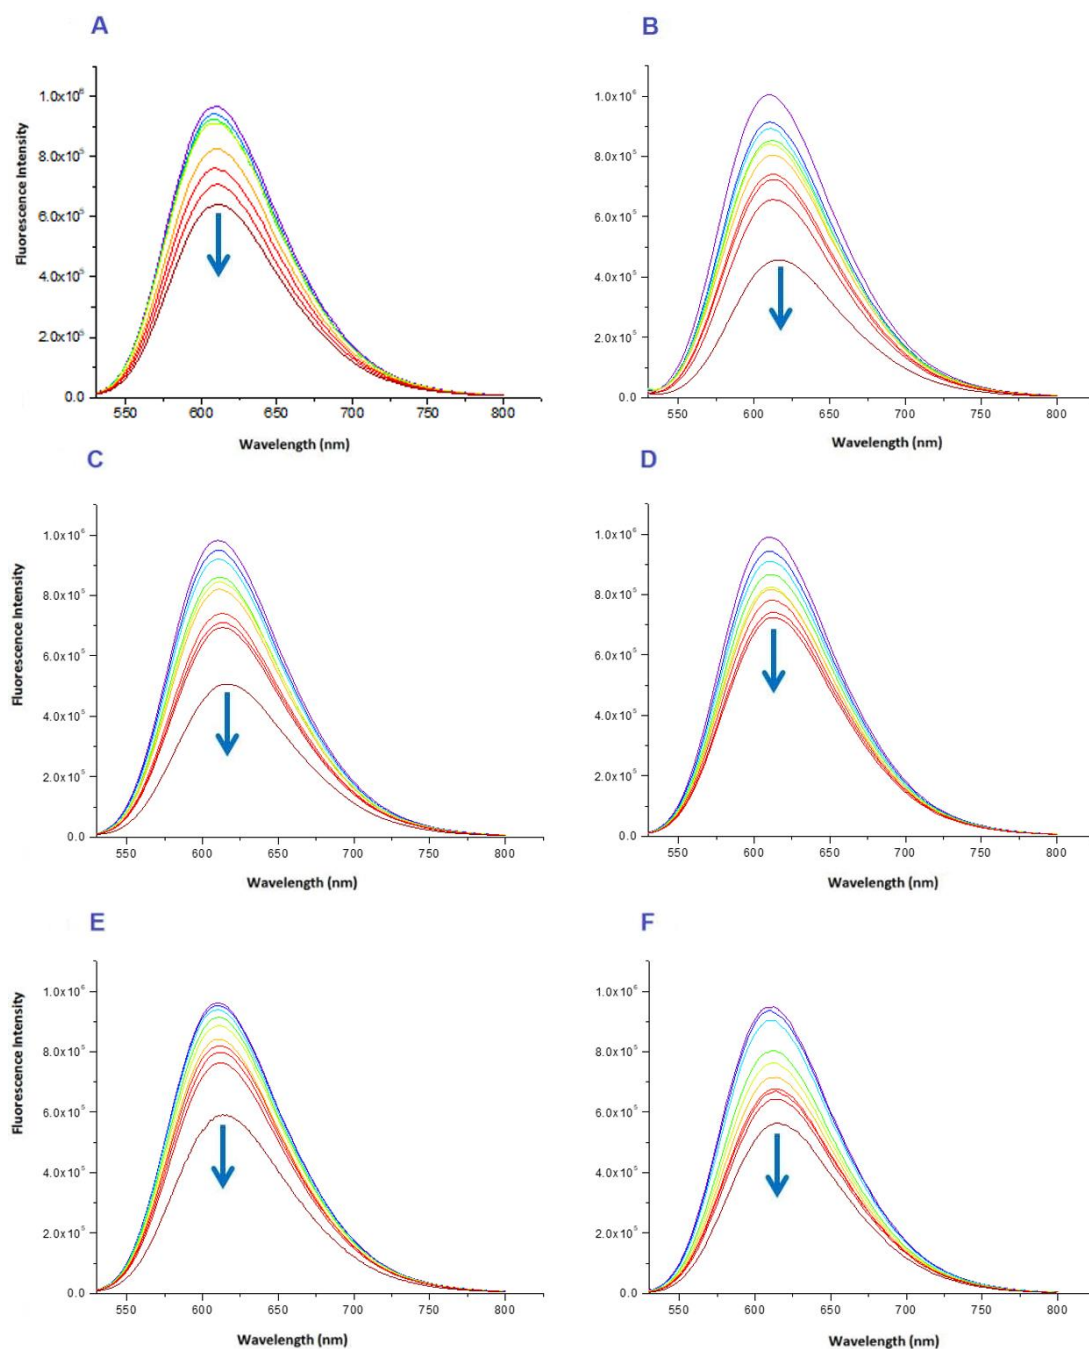 A
Fluorescence Intensity
1.0x10⁶
8.0x10⁵
6.0x10⁵
4.0x10⁵
2.0x10⁵
0.0
550 600 650 700 750 800
Wavelength (nm)
B
1.0x10⁶
8.0x10⁵
6.0x10⁵
4.0x10⁵
2.0x10⁵
0.0
550 600 650 700 750 800
Wavelength (nm)
C
Fluorescence Intensity
1.0x10⁶
8.0x10⁵
6.0x10⁵
4.0x10⁵
2.0x10⁵
0.0
550 600 650 700 750 800
Wavelength (nm)
D
1.0x10⁶
8.0x10⁵
6.0x10⁵
4.0x10⁵
2.0x10⁵
0.0
550 600 650 700 750 800
Wavelength (nm)
E
Fluorescence Intensity
1.0x10⁶
8.0x10⁵
6.0x10⁵
4.0x10⁵
2.0x10⁵
0.0
550 600 650 700 750 800
Wavelength (nm)
F
1.0x10⁶
8.0x10⁵
6.0x10⁵
4.0x10⁵
2.0x10⁵
0.0
550 600 650 700 750 800
Wavelength (nm)